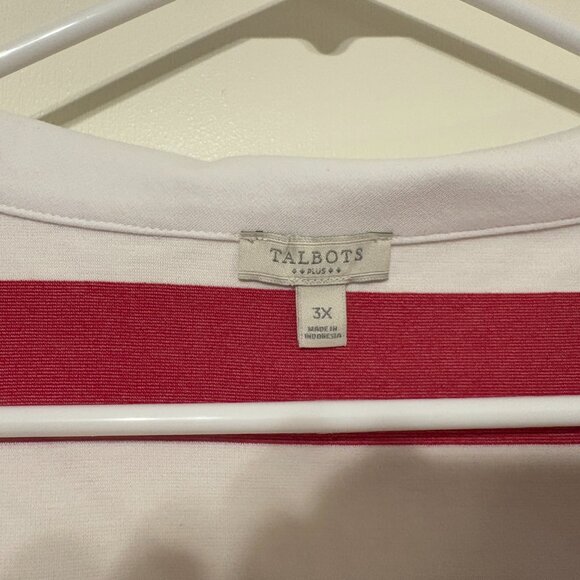 TALBOTS
PLUS
3X
MADE IN
INDONESIA